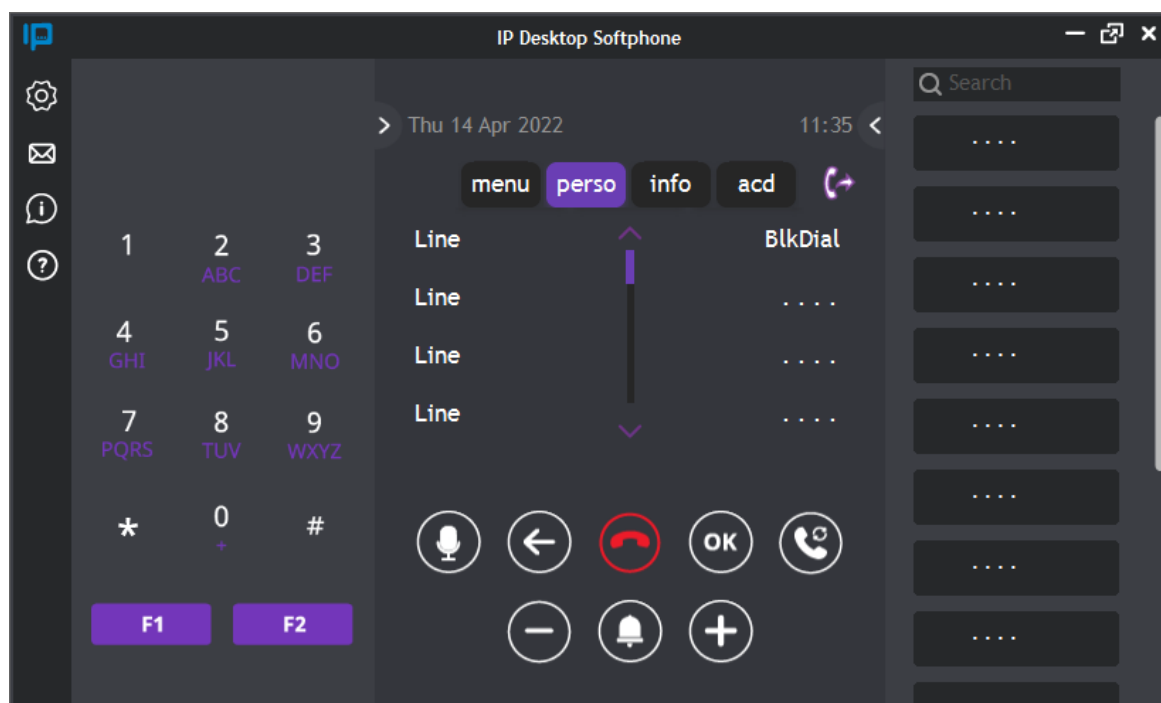 IP
IP Desktop Softphone
Search
Thu 14 Apr 2022 11:35
menu perso info acd
Line BlkDial
Line ....
Line ....
Line ....
1 2 3
ABC DEF
4 5 6
GHI JKL MNO
7 8 9
PQRS TUV WXYZ
* 0 #
+
OK
F1 F2
....
....
....
....
....
....
....
....